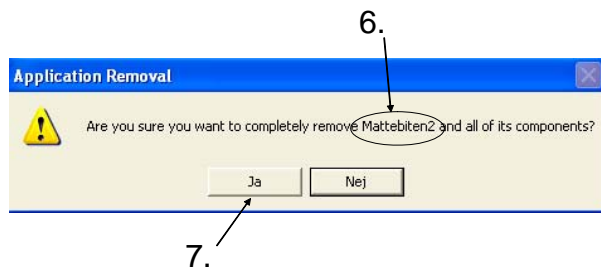 6.
Application Removal
Are you sure you want to completely remove Mattebiten2 and all of its components?
Ja Nej
7.